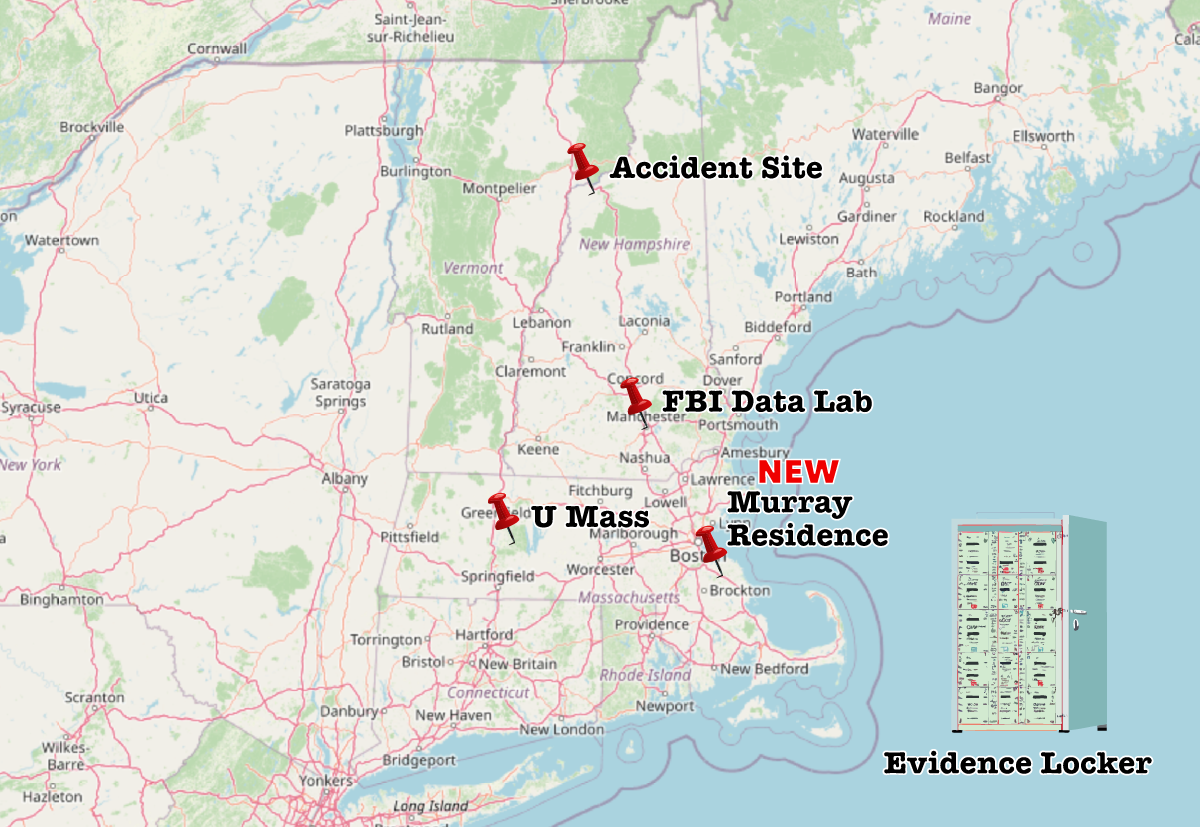 Sherbrooke
Saint-Jean-
sur-Richelieu
Maine
Cornwall
Bangor
Brockville
Plattsburgh
Waterville
Ellsworth
Belfast
Burlington
Accident Site
Montpelier
Augusta
Gardiner
Rockland
Watertown
New Hampshire
Lewiston
Vermont
Bath
Portland
Rutland
Lebanon
Laconia
Biddeford
Franklin
Sanford
Claremont
Concord
Dover
Saratoga
Springs
Utica
Syracuse
FBI Data Lab
Manchester
Portsmouth
Keene
Amesbury
New York
Nashua
NEW
Albany
Lawrence
Fitchburg
Lowell
Murray
Greenfield
U Mass
Lynn
Pittsfield
Marlborough
Residence
Boston
Springfield
Worcester
Brockton
Binghamton
Massachusetts
Torrington
Hartford
Providence
Bristol
New Britain
Rhode Island
New Bedford
Scranton
Connecticut
Danbury
New Haven
Newport
New London
Wilkes-
Barre
Bridgeport
Evidence Locker
Yonkers
Hazleton
Long Island